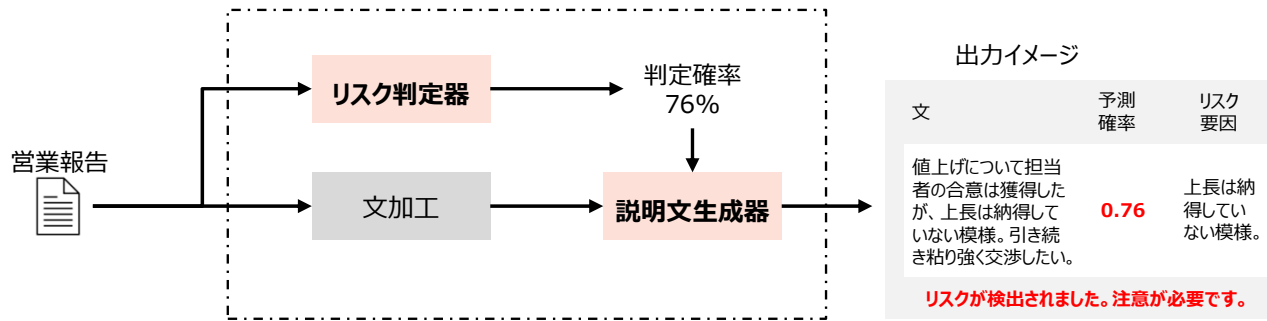 営業報告
リスク判定器
文加工
判定確率
76%
説明文生成器
出力イメージ
文
予測
確率
リスク
要因
値上げについて担当
者の合意は獲得した
が、上長は納得して
いない模様。引き続
き粘り強く交渉したい。
0.76
上長は納
得してい
ない模様。
リスクが検出されました。注意が必要です。